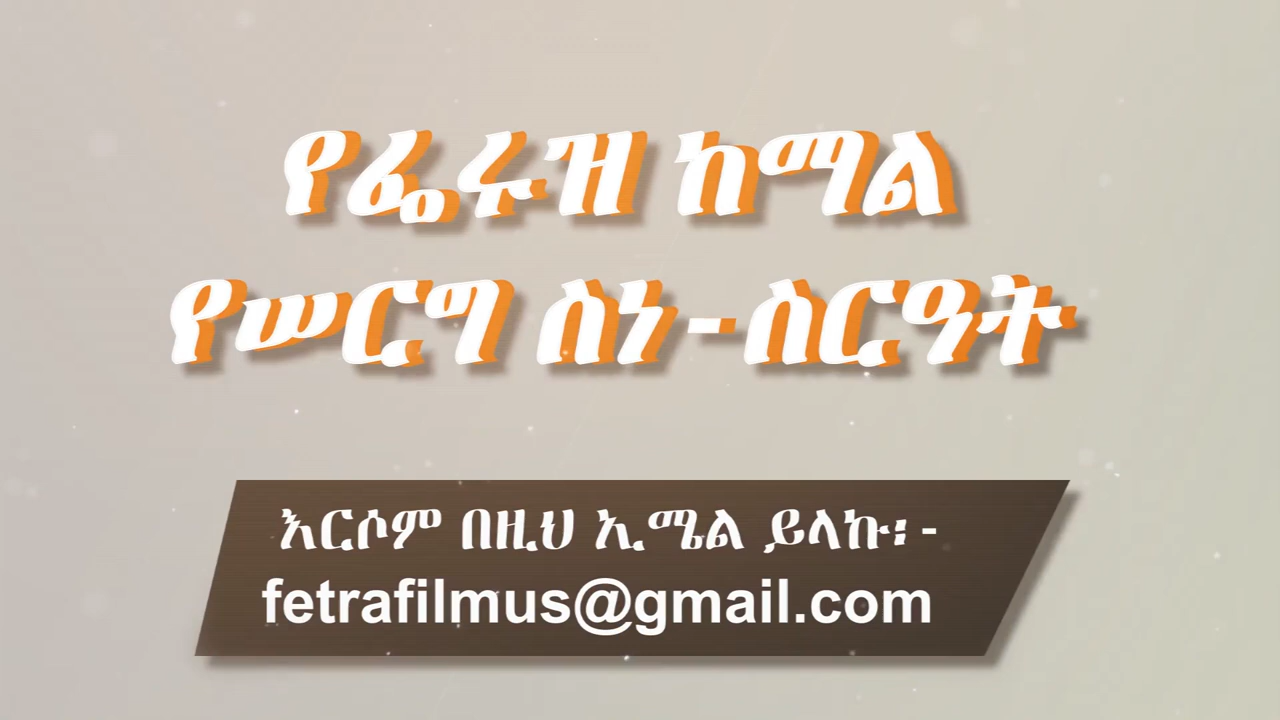 የፌሩዝ ከማል
የሠርግ ስነ-ስርዓት
እርሶም በዚህ ኢሜል ይላኩ፡-
fetrafilmus@gmail.com